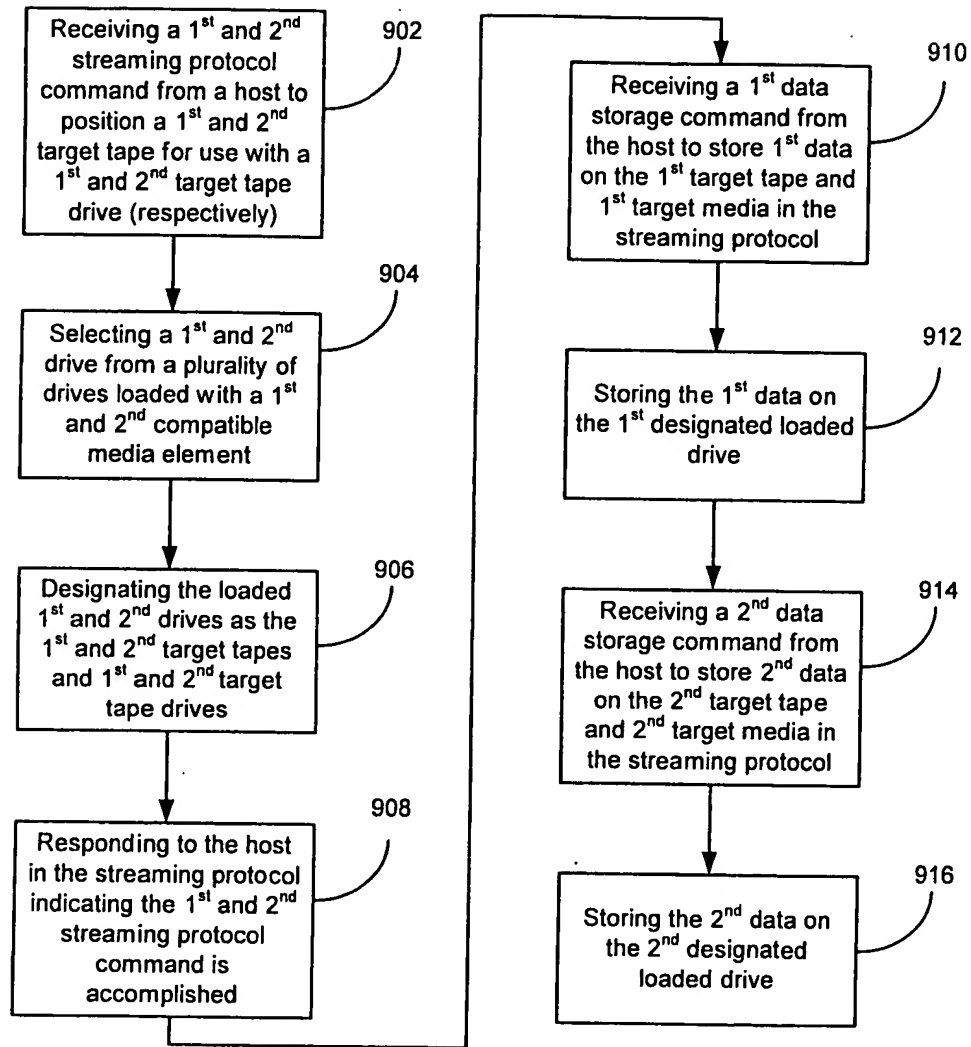 Receiving a 1st and 2nd
streaming protocol
command from a host to
position a 1st and 2nd
target tape for use with a
1st and 2nd target tape
drive (respectively)
902
Selecting a 1st and 2nd
drive from a plurality of
drives loaded with a 1st
and 2nd compatible
media element
904
Designating the loaded
1st and 2nd drives as the
1st and 2nd target tapes
and 1st and 2nd target
tape drives
906
Responding to the host
in the streaming protocol
indicating the 1st and 2nd
streaming protocol
command is
accomplished
908
Receiving a 1st data
storage command from
the host to store 1st data
on the 1st target tape and
1st target media in the
streaming protocol
910
Storing the 1st data on
the 1st designated loaded
drive
912
Receiving a 2nd data
storage command from
the host to store 2nd data
on the 2nd target tape
and 2nd target media in
the streaming protocol
914
Storing the 2nd data on
the 2nd designated
loaded drive
916